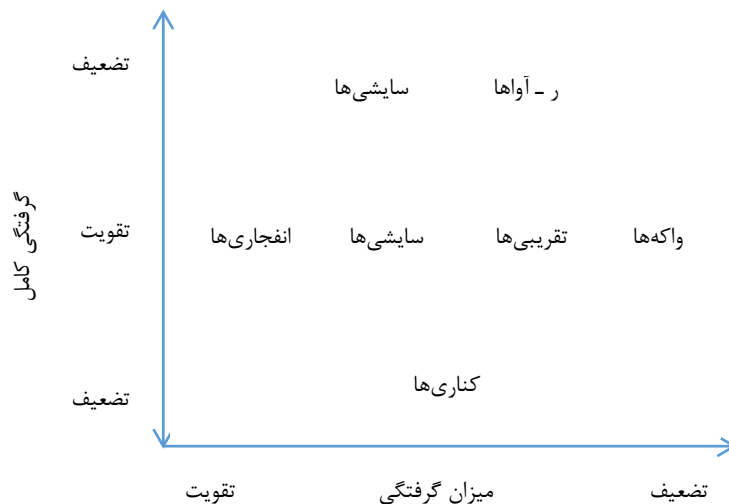 تضعیف
سایشی‌ها ر ـ آواها
گرفتگی کامل
تقویت
انفجاری‌ها سایشی‌ها تقریبی‌ها واکه‌ها
تضعیف
کناری‌ها
تقویت میزان گرفتگی تضعیف